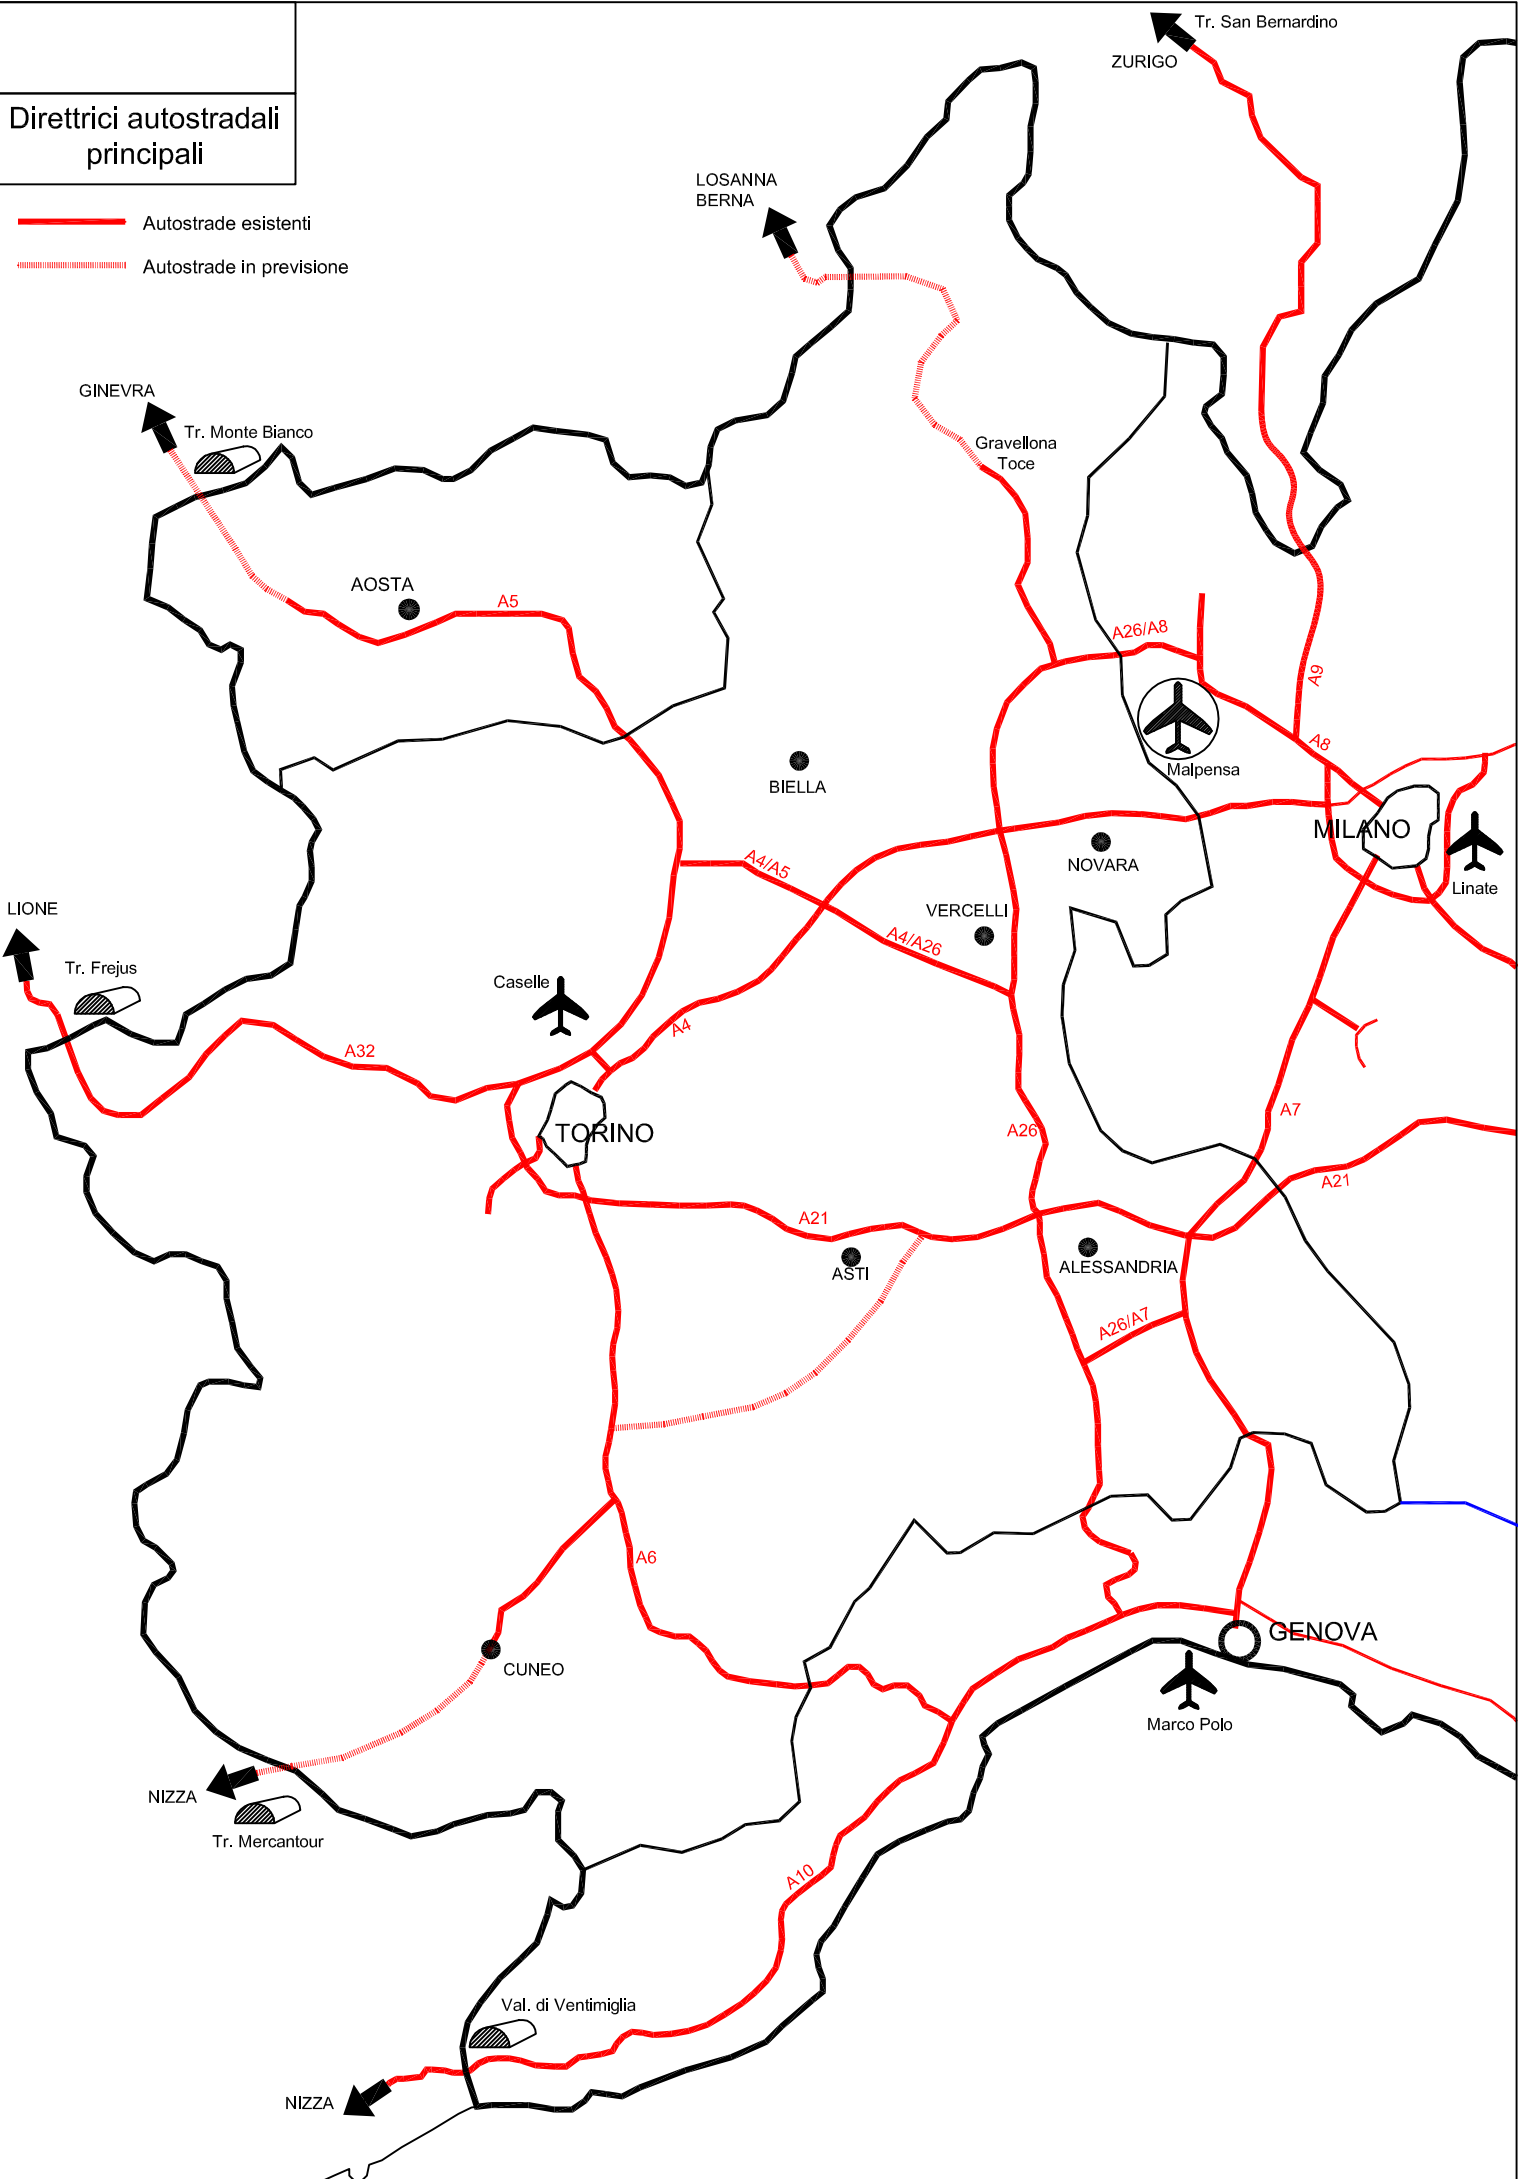 Direttrici autostradali
principali
Autostrade esistenti
Autostrade in previsione
Tr. San Bernardino
ZURIGO
LOSANNA
BERNA
GINEVRA
Tr. Monte Bianco
Gravellona
Toce
AOSTA
A5
A26/A8
A9
A8
Malpensa
BIELLA
MILANO
NOVARA
Linate
A4/A5
VERCELLI
A4/A26
LIONE
Tr. Frejus
Caselle
A4
A32
TORINO
A26
A7
A21
A21
ASTI
ALESSANDRIA
A26/A7
A6
CUNEO
GENOVA
Marco Polo
NIZZA
Tr. Mercantour
A10
Val. di Ventimiglia
NIZZA